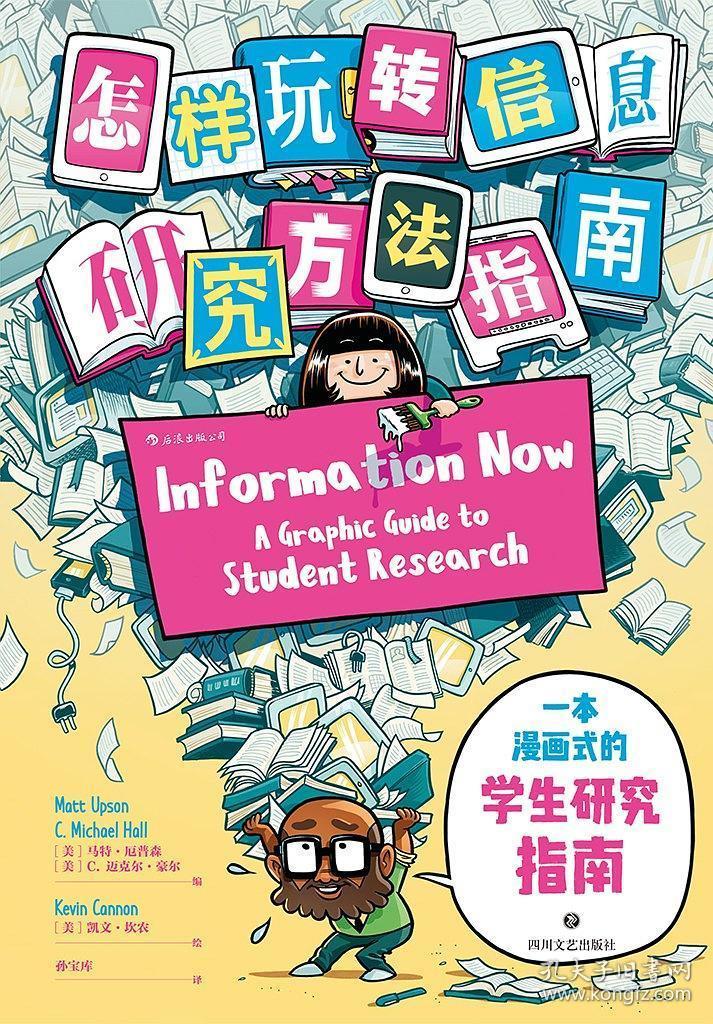 怎样玩转信息
研究方法指南
后浪出版公司
Information Now
A Graphic Guide to
Student Research
一本
漫画式的
学生研究
指南
Matt Upson
C. Michael Hall
[美] 马特·厄普森
[美] C. 迈克尔·豪尔
编
Kevin Cannon
[美] 凯文·坎农
绘
孙宝库
译
四川文艺出版社
孔夫子旧书网
www.kongfz.com